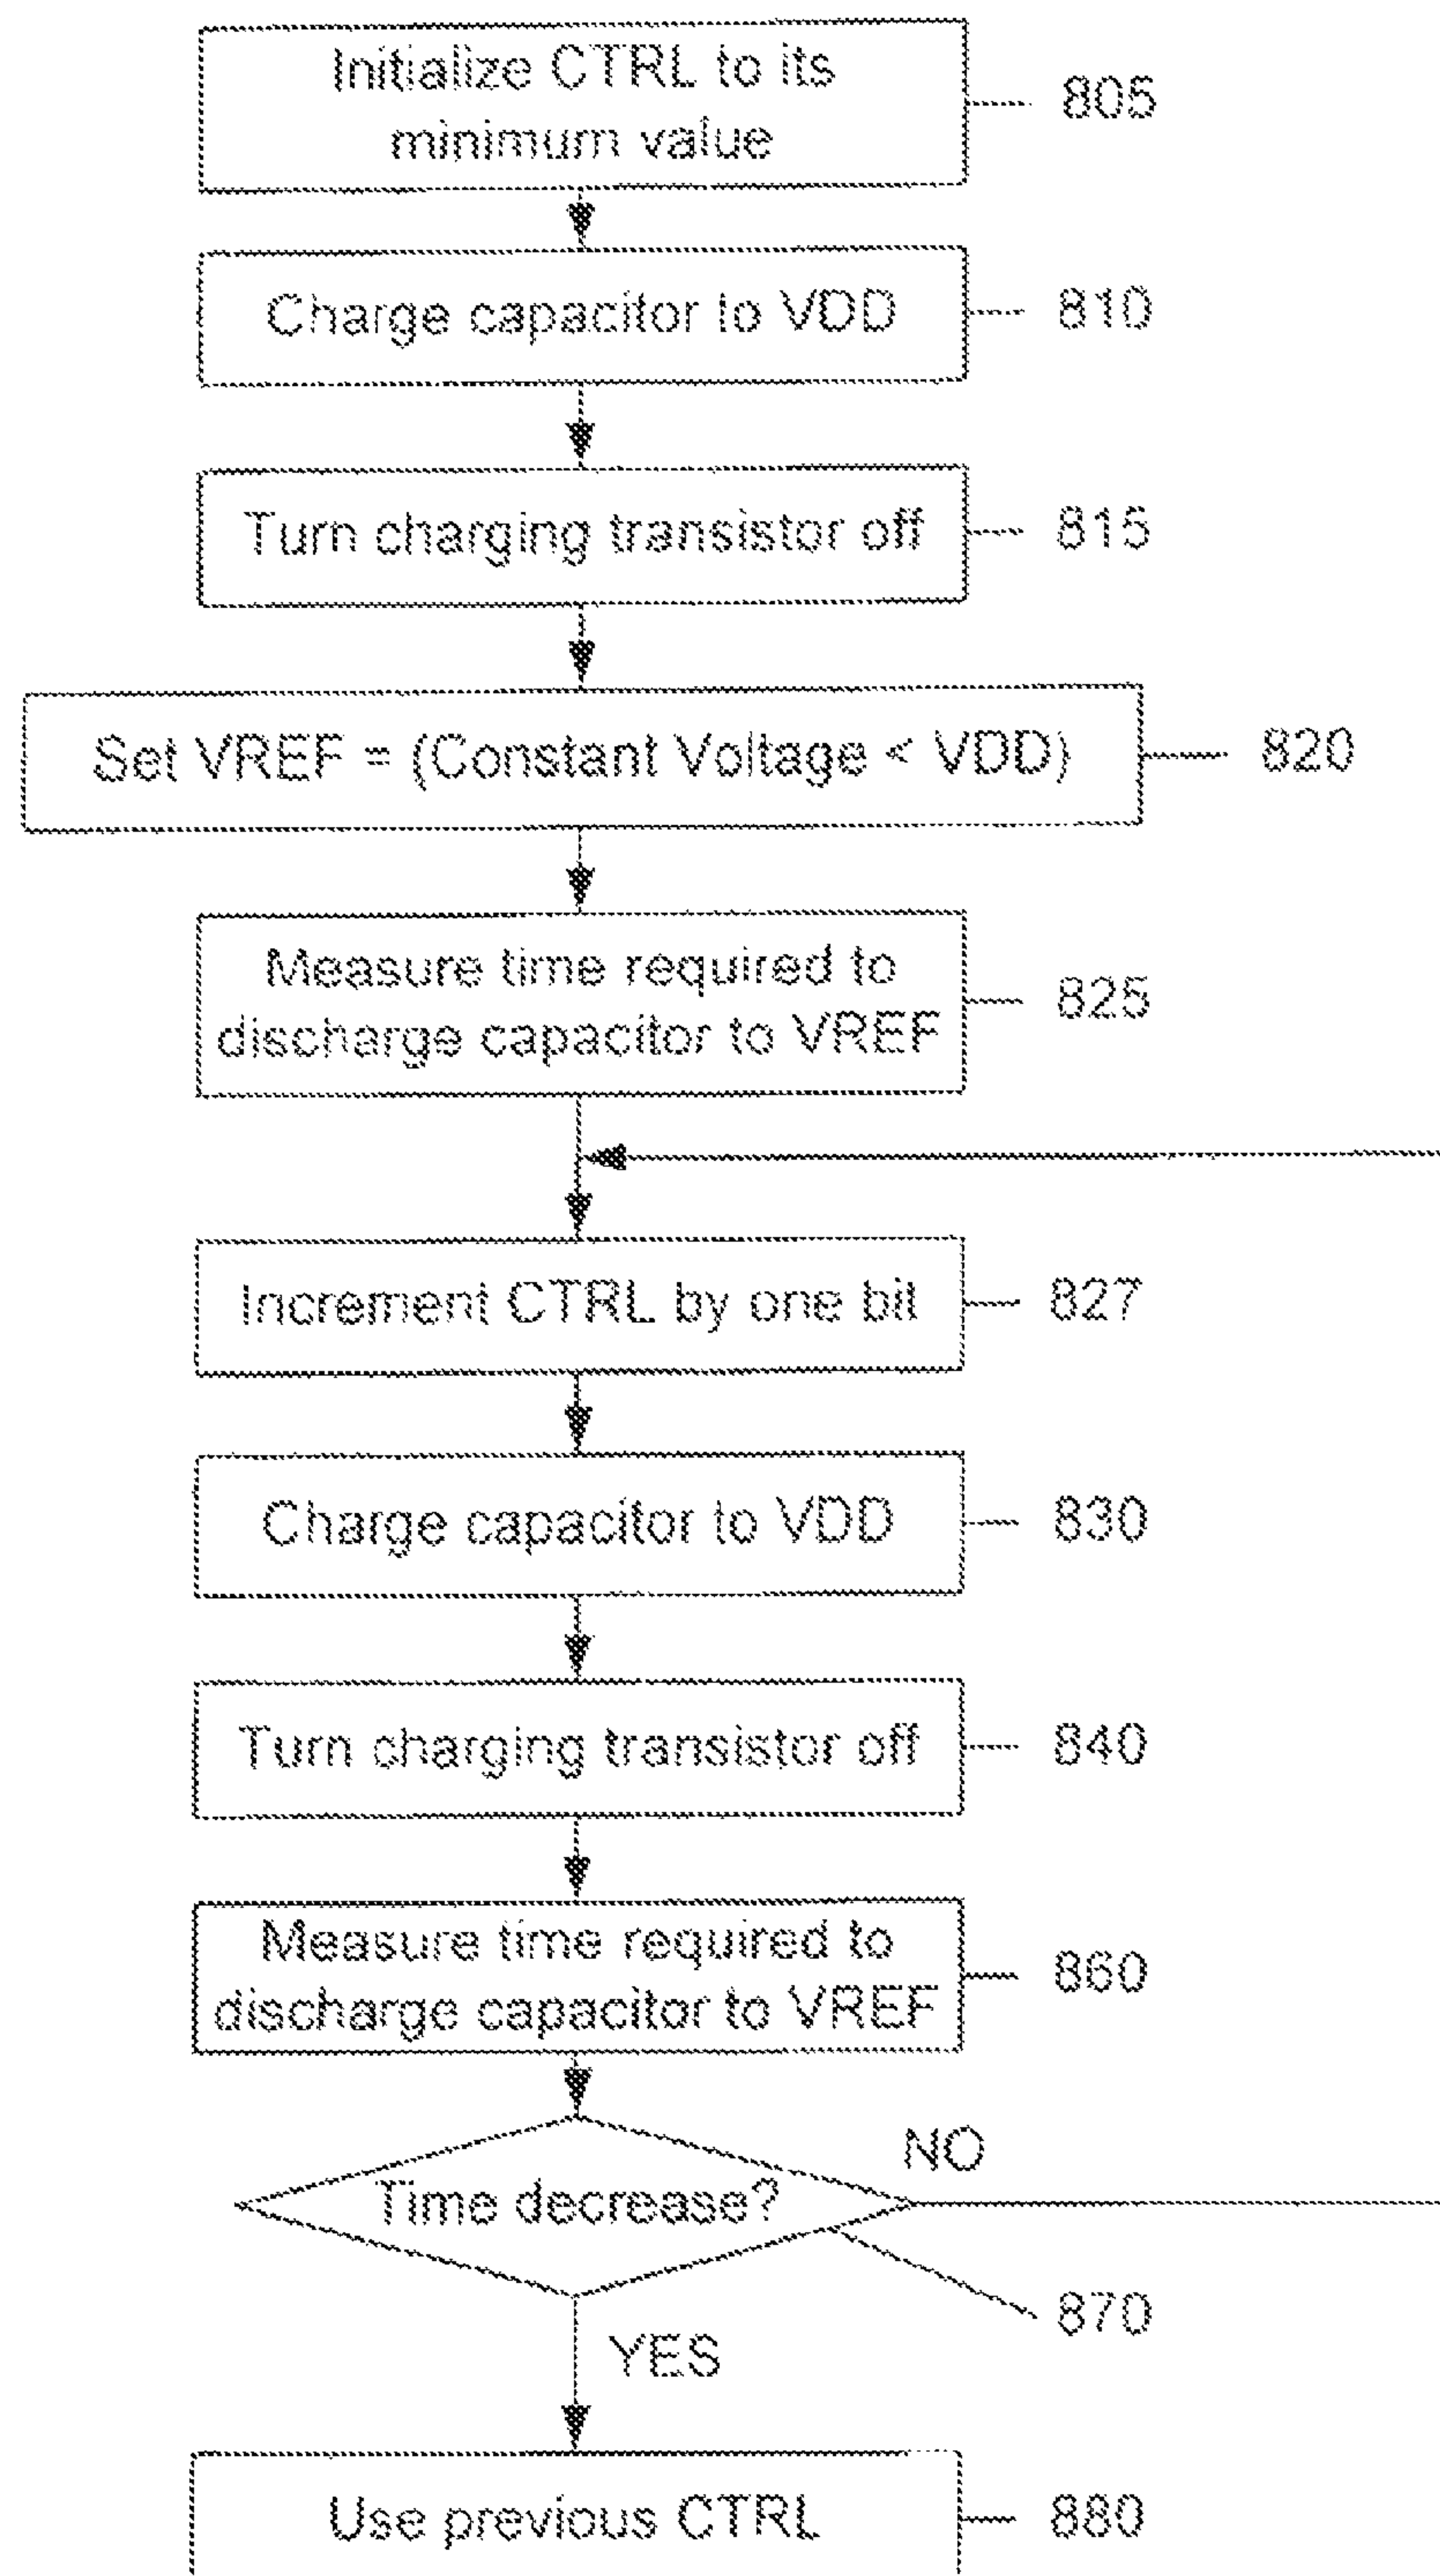 Initialize CTRL to its
minimum value
805
Charge capacitor to VDD
810
Turn charging transistor off
815
Set VREF = (Constant Voltage < VDD)
820
Measure time required to
discharge capacitor to VREF
825
Increment CTRL by one bit
827
Charge capacitor to VDD
830
Turn charging transistor off
840
Measure time required to
discharge capacitor to VREF
860
Time decrease?
NO
870
YES
Use previous CTRL
880